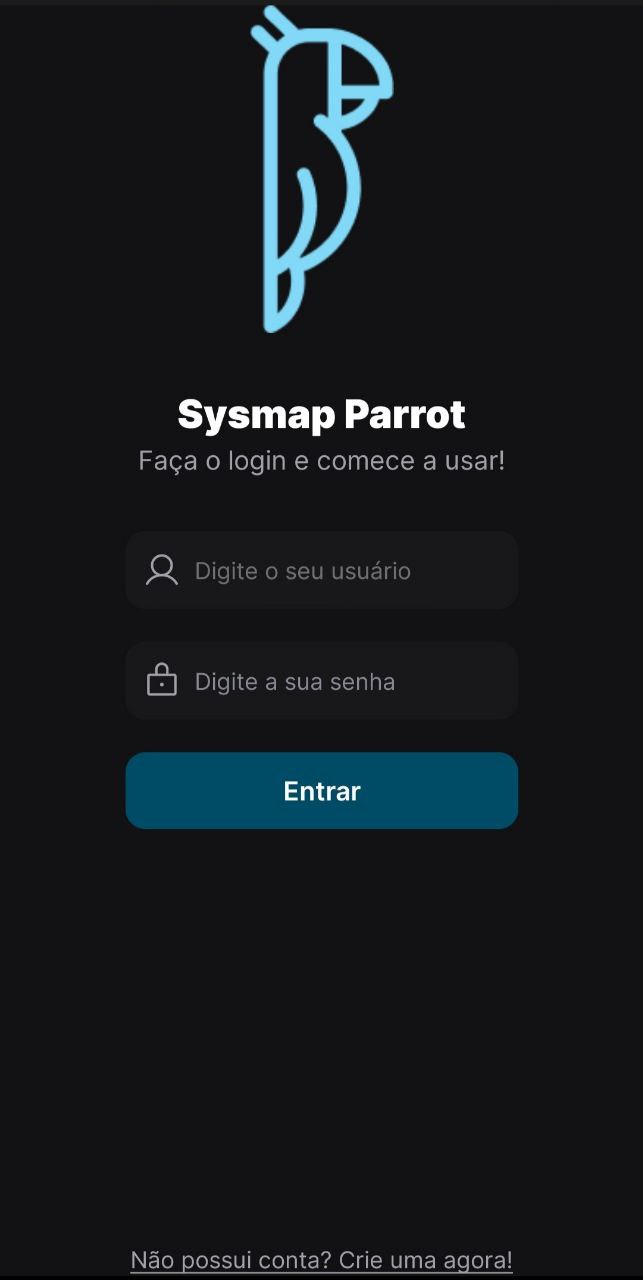 Sysmap Parrot
Faça o login e comece a usar!
Digite o seu usuário
Digite a sua senha
Entrar
Não possui conta? Crie uma agora!